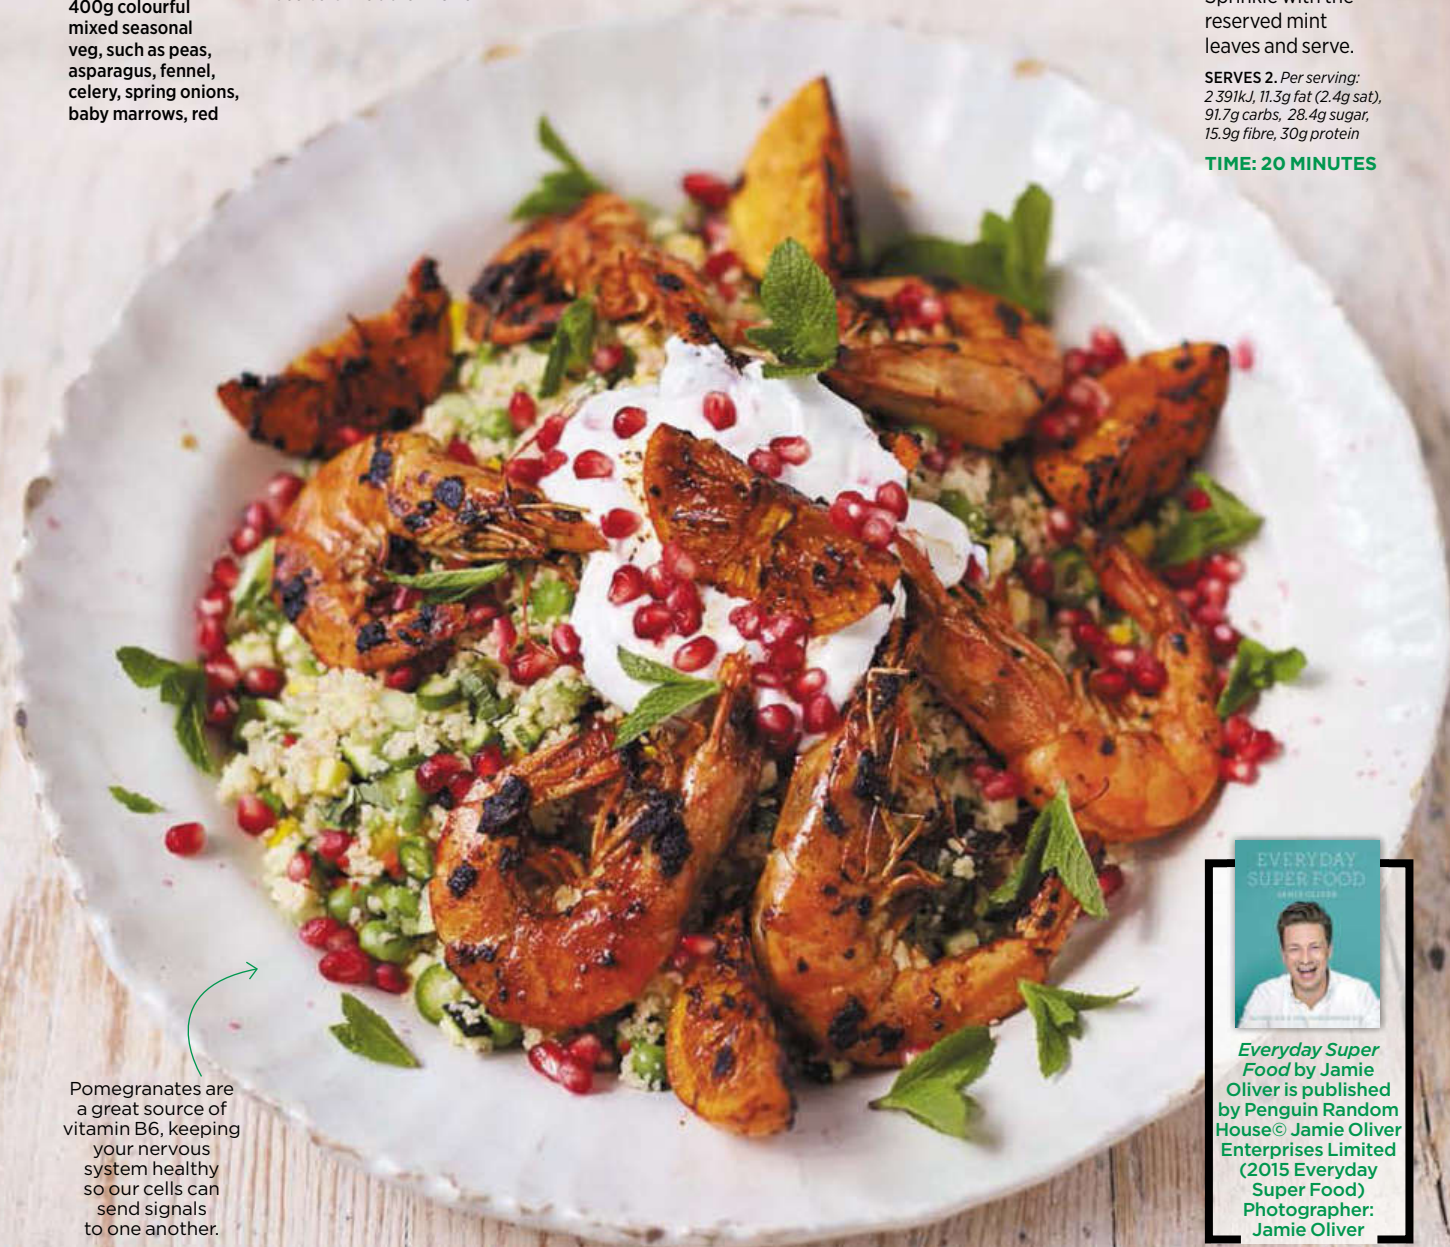 400g colourful
mixed seasonal
veg, such as peas,
asparagus, fennel,
celery, spring onions,
baby marrows, red
Sprinkle with the
reserved mint
leaves and serve.
SERVES 2. Per serving:
2 391kJ, 11.3g fat (2.4g sat),
91.7g carbs, 28.4g sugar,
15.9g fibre, 30g protein
TIME: 20 MINUTES
Pomegranates are
a great source of
vitamin B6, keeping
your nervous
system healthy
so our cells can
send signals
to one another.
EVERYDAY
SUPER FOOD
JAMIE OLIVER
Everyday Super
Food by Jamie
Oliver is published
by Penguin Random
House© Jamie Oliver
Enterprises Limited
(2015 Everyday
Super Food)
Photographer:
Jamie Oliver